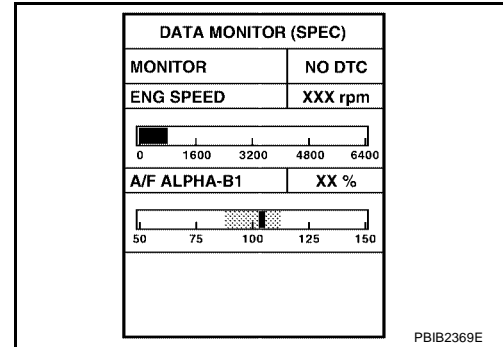 DATA MONITOR (SPEC)
MONITOR NO DTC
ENG SPEED XXX rpm
0 1600 3200 4800 6400
A/F ALPHA-B1 XX %
50 75 100 125 150
PBIB2369E